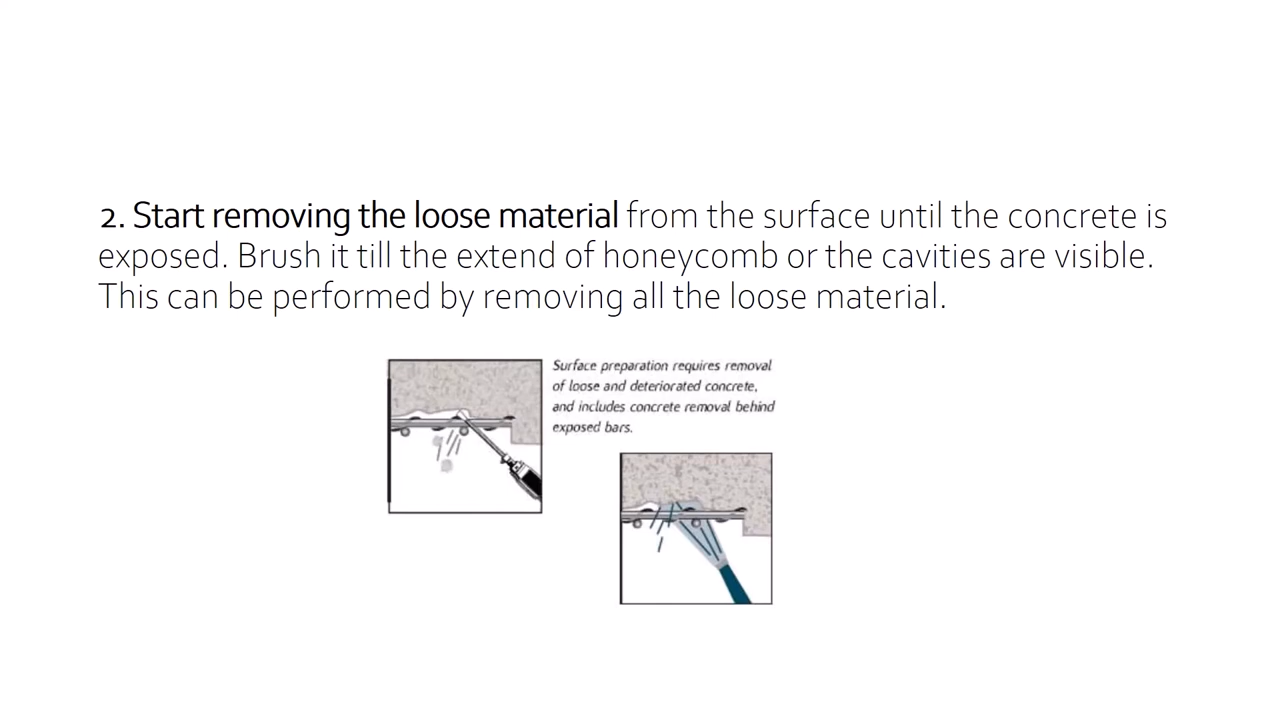 2. Start removing the loose material from the surface until the concrete is
exposed. Brush it till the extend of honeycomb or the cavities are visible.
This can be performed by removing all the loose material.
Surface preparation requires removal
of loose and deteriorated concrete,
and includes concrete removal behind
exposed bars.